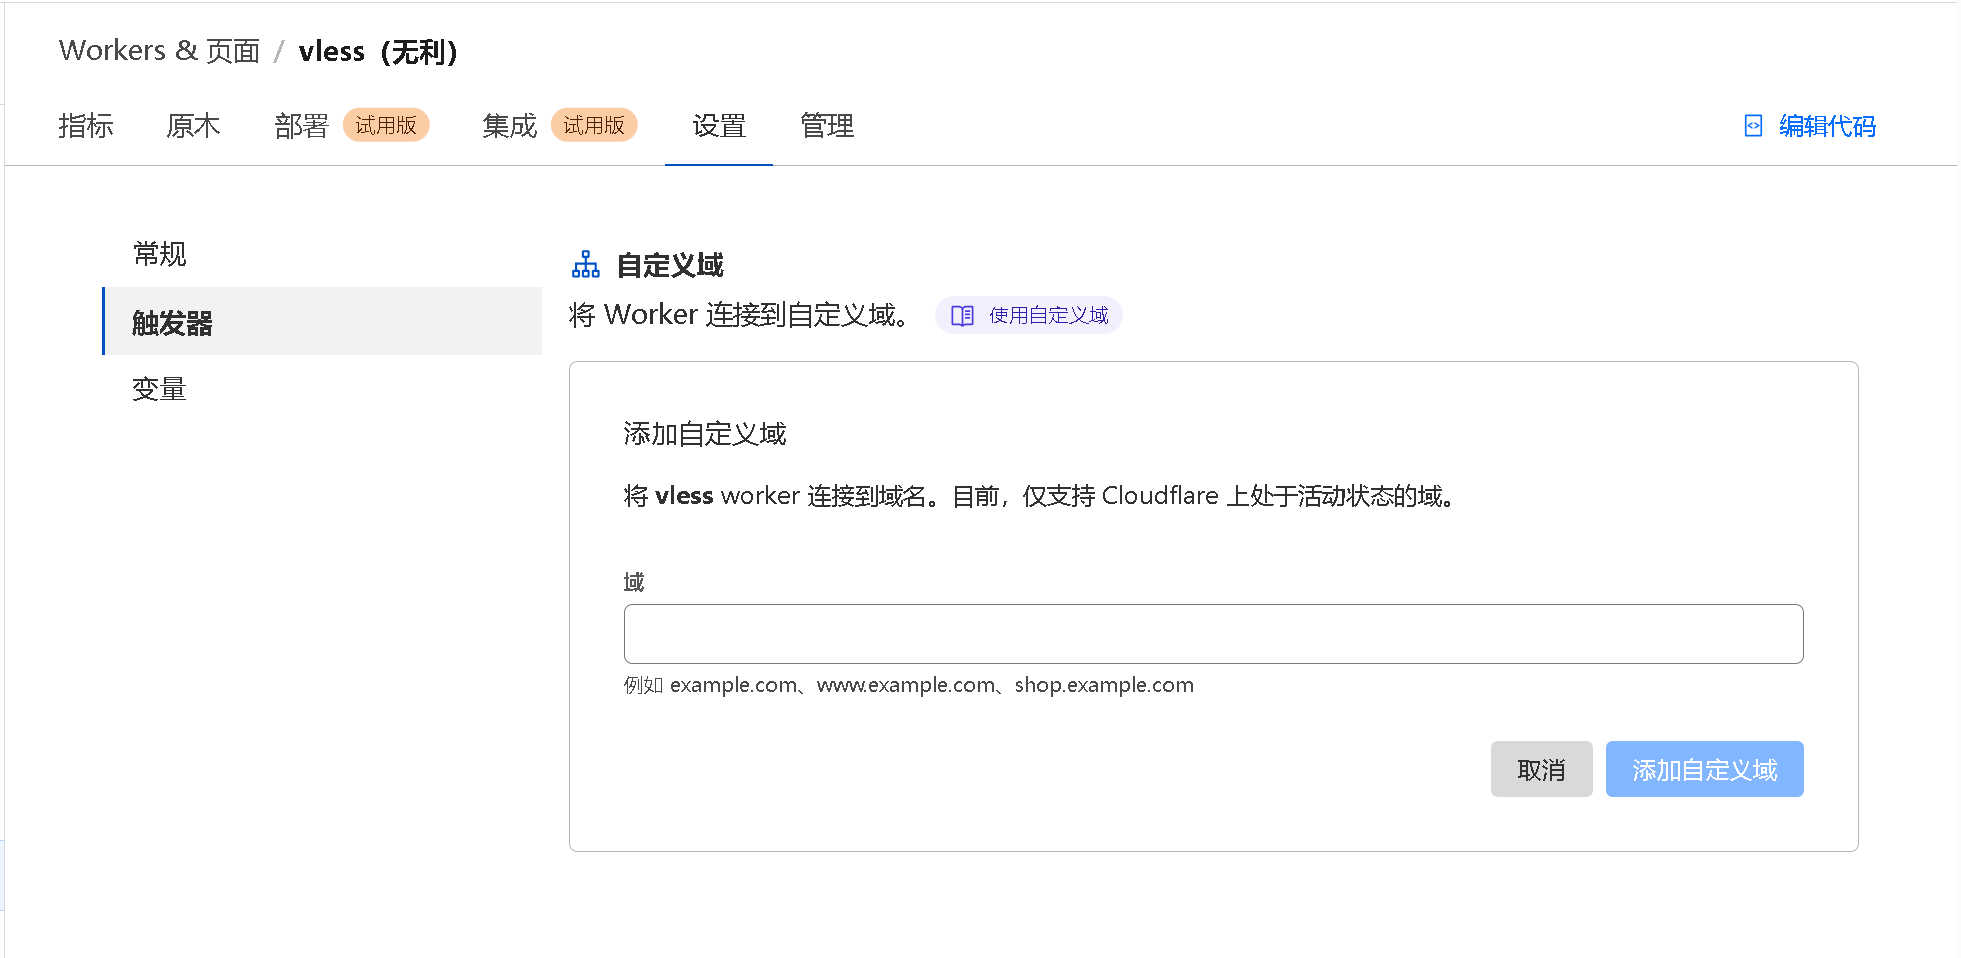 Workers & 页面 / vless（无利）
指标 原木 部署 试用版 集成 试用版 设置 管理 编辑代码
常规
触发器
变量
自定义域
将 Worker 连接到自定义域。 使用自定义域
添加自定义域
将 vless worker 连接到域名。目前，仅支持 Cloudflare 上处于活动状态的域。
域
例如 example.com、www.example.com、shop.example.com
取消 添加自定义域